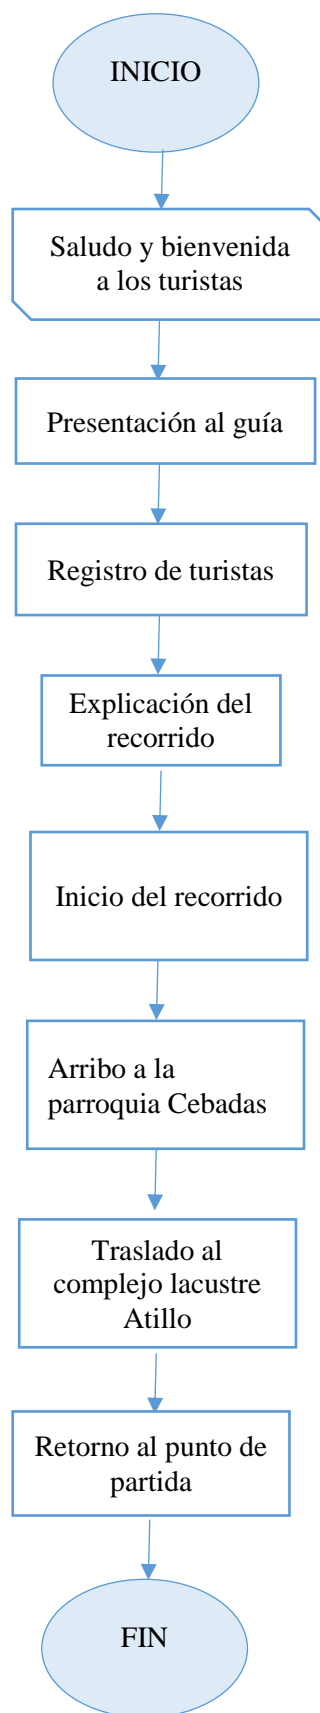 INICIO
Saludo y bienvenida
a los turistas
Presentación al guía
Registro de turistas
Explicación del
recorrido
Inicio del recorrido
Arribo a la
parroquia Cebadas
Traslado al
complejo lacustre
Atillo
Retorno al punto de
partida
FIN